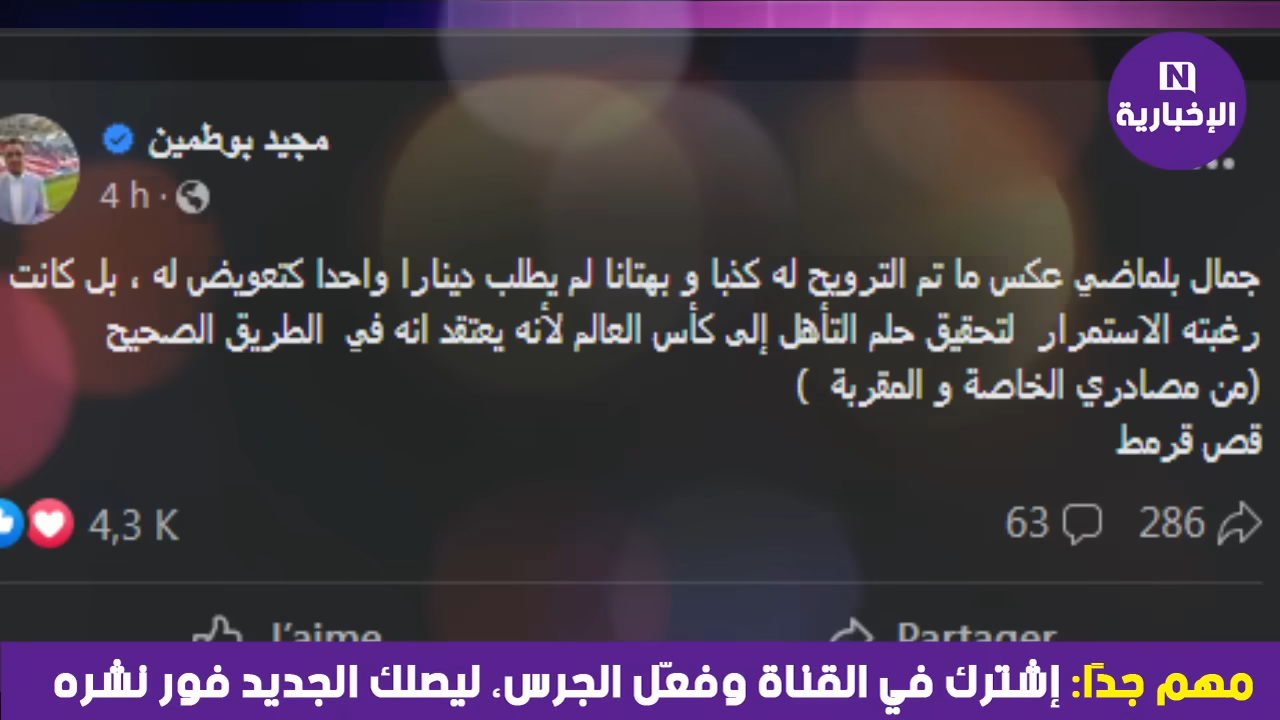 N
الإخبارية
مجيد بوطمين
4 h ·
جمال بلماضي عكس ما تم الترويح له كذبا و بهتانا لم يطلب دينارا واحدا كتعويض له ، بل كانت
رغبته الاستمرار لتحقيق حلم التأهل إلى كأس العالم لأنه يعتقد انه في الطريق الصحيح
(من مصادري الخاصة و المقربة )
قص قرمط
4,3 K
63
286
J'aime
Partager
مهم جدًا: إشترك في القناة وفعّل الجرس، ليصلك الجديد فور نشره